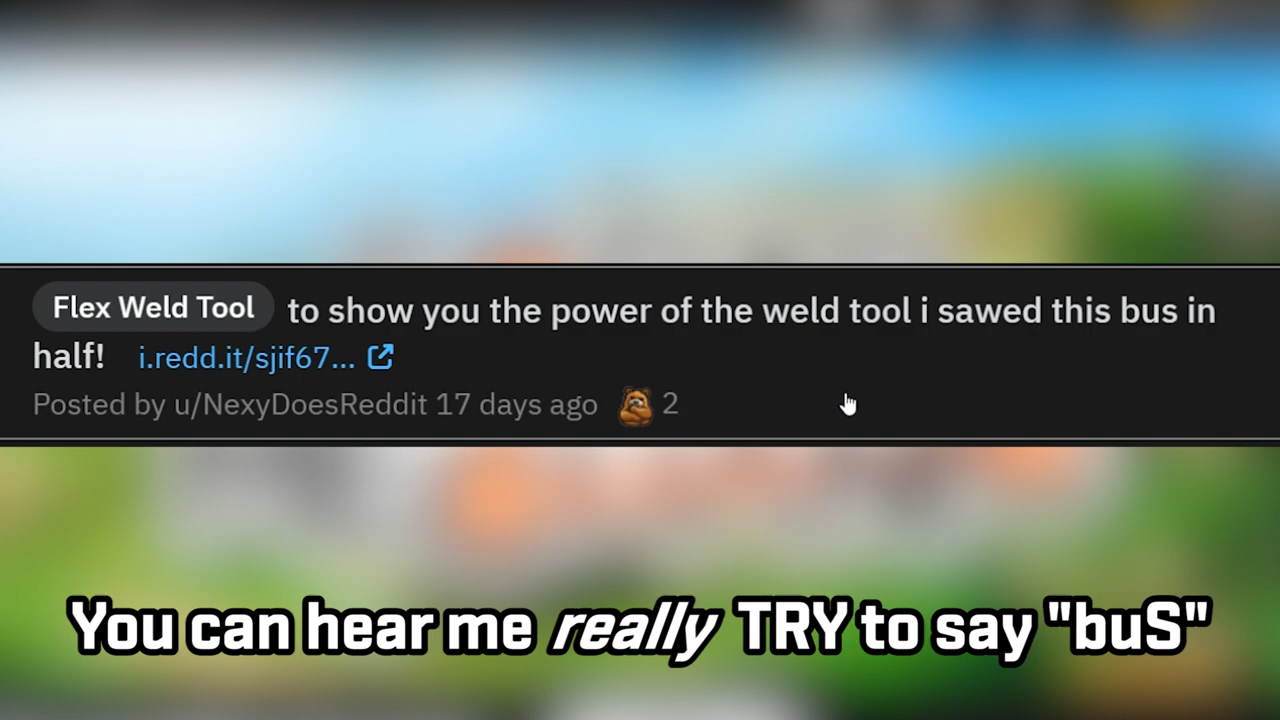 Flex Weld Tool to show you the power of the weld tool i sawed this bus in
half! i.redd.it/sjif67...
Posted by u/NexyDoesReddit 17 days ago 2
You can hear me really TRY to say "buS"